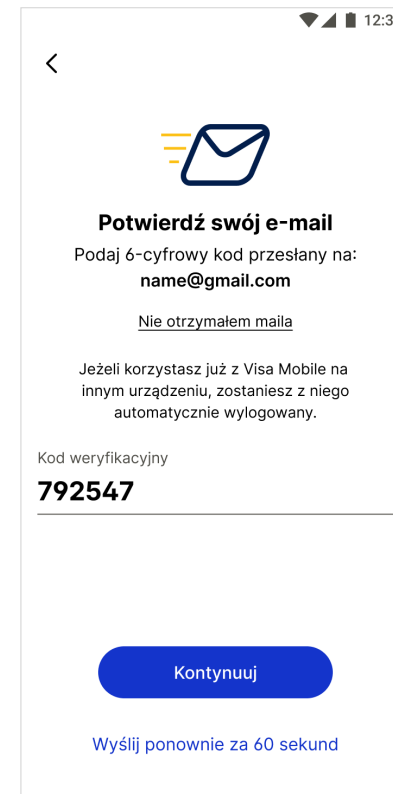 12:3
Potwierdź swój e-mail
Podaj 6-cyfrowy kod przesłany na:
name@gmail.com
Nie otrzymałem maila
Jeżeli korzystasz już z Visa Mobile na
innym urządzeniu, zostaniesz z niego
automatycznie wylogowany.
Kod weryfikacyjny
792547
Kontynuuj
Wyślij ponownie za 60 sekund